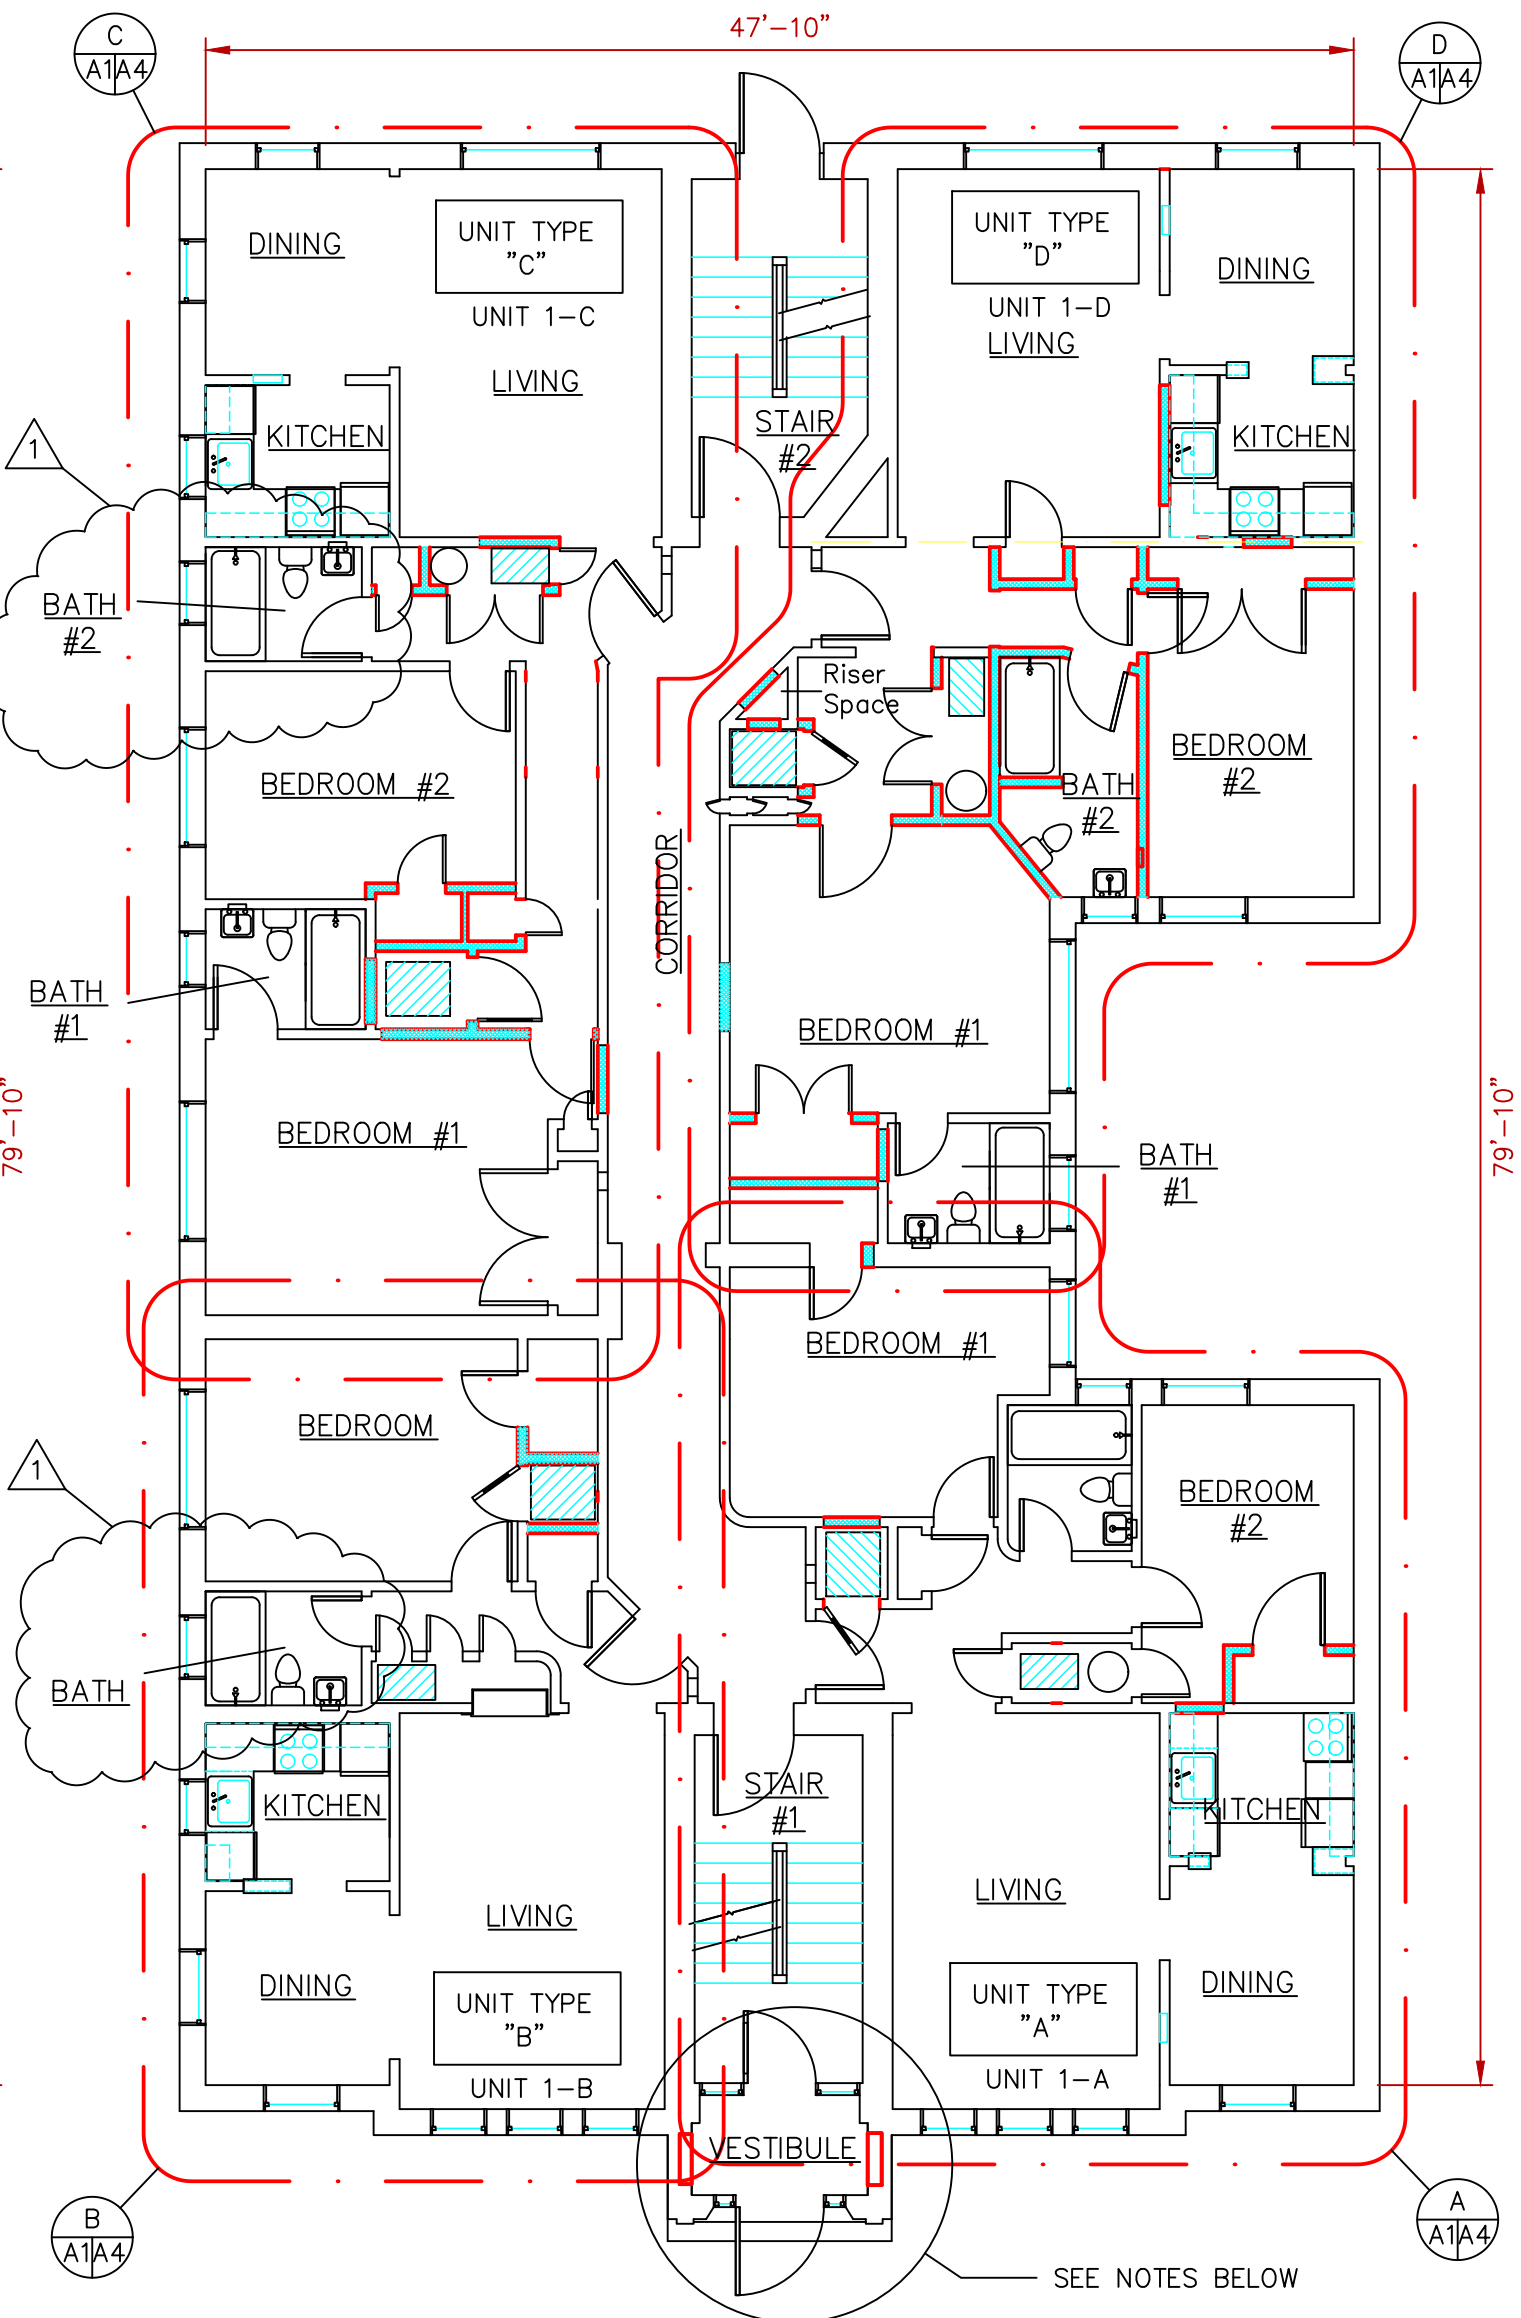 47'-10"
C
A1|A4
D
A1|A4
UNIT TYPE
"C"
UNIT 1-C
DINING
LIVING
KITCHEN
UNIT TYPE
"D"
UNIT 1-D
LIVING
DINING
KITCHEN
STAIR
#2
1
BATH
#2
Riser
Space
BEDROOM #2
BEDROOM
#2
BATH
#2
CORRIDOR
BATH
#1
BEDROOM #1
BEDROOM #1
79'-10"
79'-10"
BATH
#1
BEDROOM #1
BEDROOM
1
BEDROOM
#2
BATH
KITCHEN
STAIR
#1
KITCHEN
LIVING
LIVING
DINING
DINING
UNIT TYPE
"B"
UNIT 1-B
UNIT TYPE
"A"
UNIT 1-A
VESTIBULE
B
A1|A4
A
A1|A4
SEE NOTES BELOW